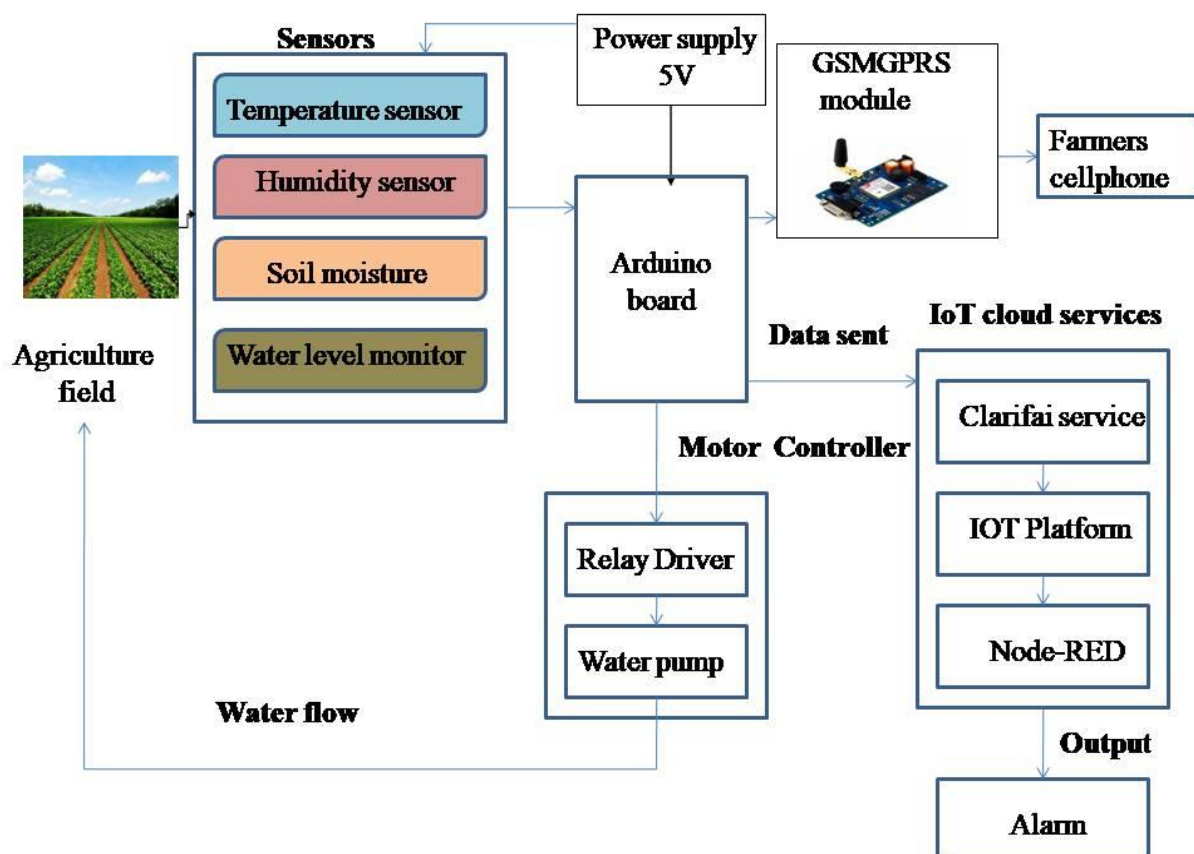 Sensors
Temperature sensor
Humidity sensor
Soil moisture
Water level monitor
Agriculture
field
Power supply
5V
Arduino
board
GSMGPRS
module
Farmers
cellphone
Data sent
IoT cloud services
Clarifai service
IOT Platform
Node-RED
Motor Controller
Relay Driver
Water pump
Water flow
Output
Alarm